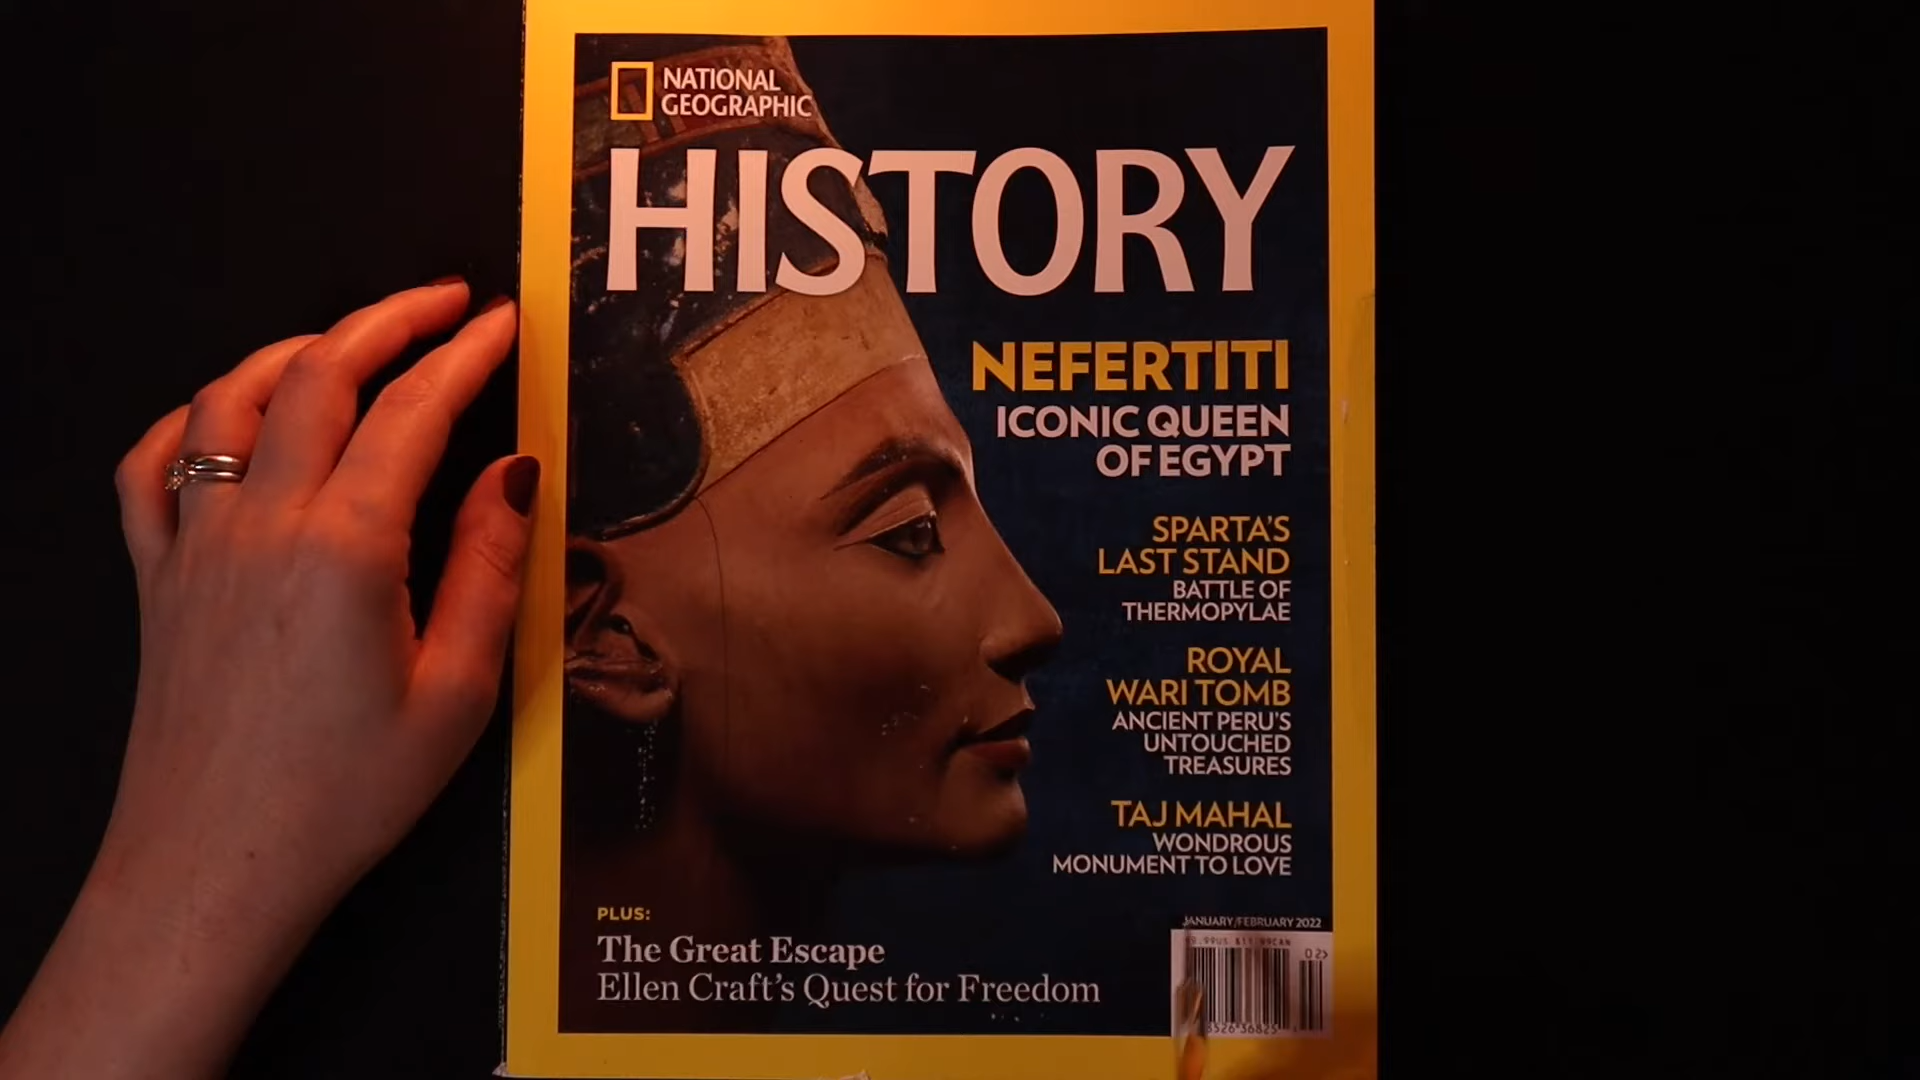 NATIONAL
GEOGRAPHIC
HISTORY
NEFERTITI
ICONIC QUEEN
OF EGYPT
SPARTA'S
LAST STAND
BATTLE OF
THERMOPYLAE
ROYAL
WARI TOMB
ANCIENT PERU'S
UNTOUCHED
TREASURES
TAJ MAHAL
WONDROUS
MONUMENT TO LOVE
PLUS:
The Great Escape
Ellen Craft's Quest for Freedom
JANUARY/FEBRUARY 2022
02>